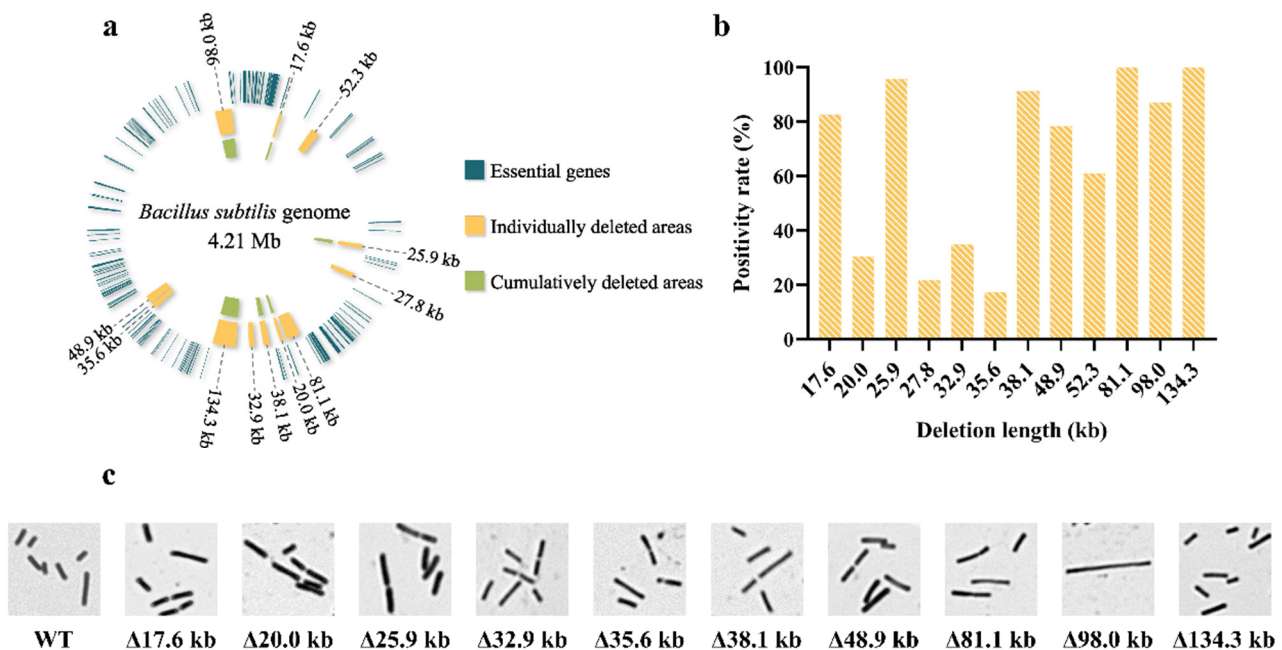 a
98.0 kb
17.6 kb
52.3 kb
Bacillus subtilis genome
4.21 Mb
25.9 kb
27.8 kb
48.9 kb
35.6 kb
134.3 kb
32.9 kb
38.1 kb
20.0 kb
81.1 kb
Essential genes
Individually deleted areas
Cumulatively deleted areas
b
Positivity rate (%)
100
80
60
40
20
0
17.6 20.0 25.9 27.8 32.9 35.6 38.1 48.9 52.3 81.1 98.0 134.3
Deletion length (kb)
c
WT Δ17.6 kb Δ20.0 kb Δ25.9 kb Δ32.9 kb Δ35.6 kb Δ38.1 kb Δ48.9 kb Δ81.1 kb Δ98.0 kb Δ134.3 kb